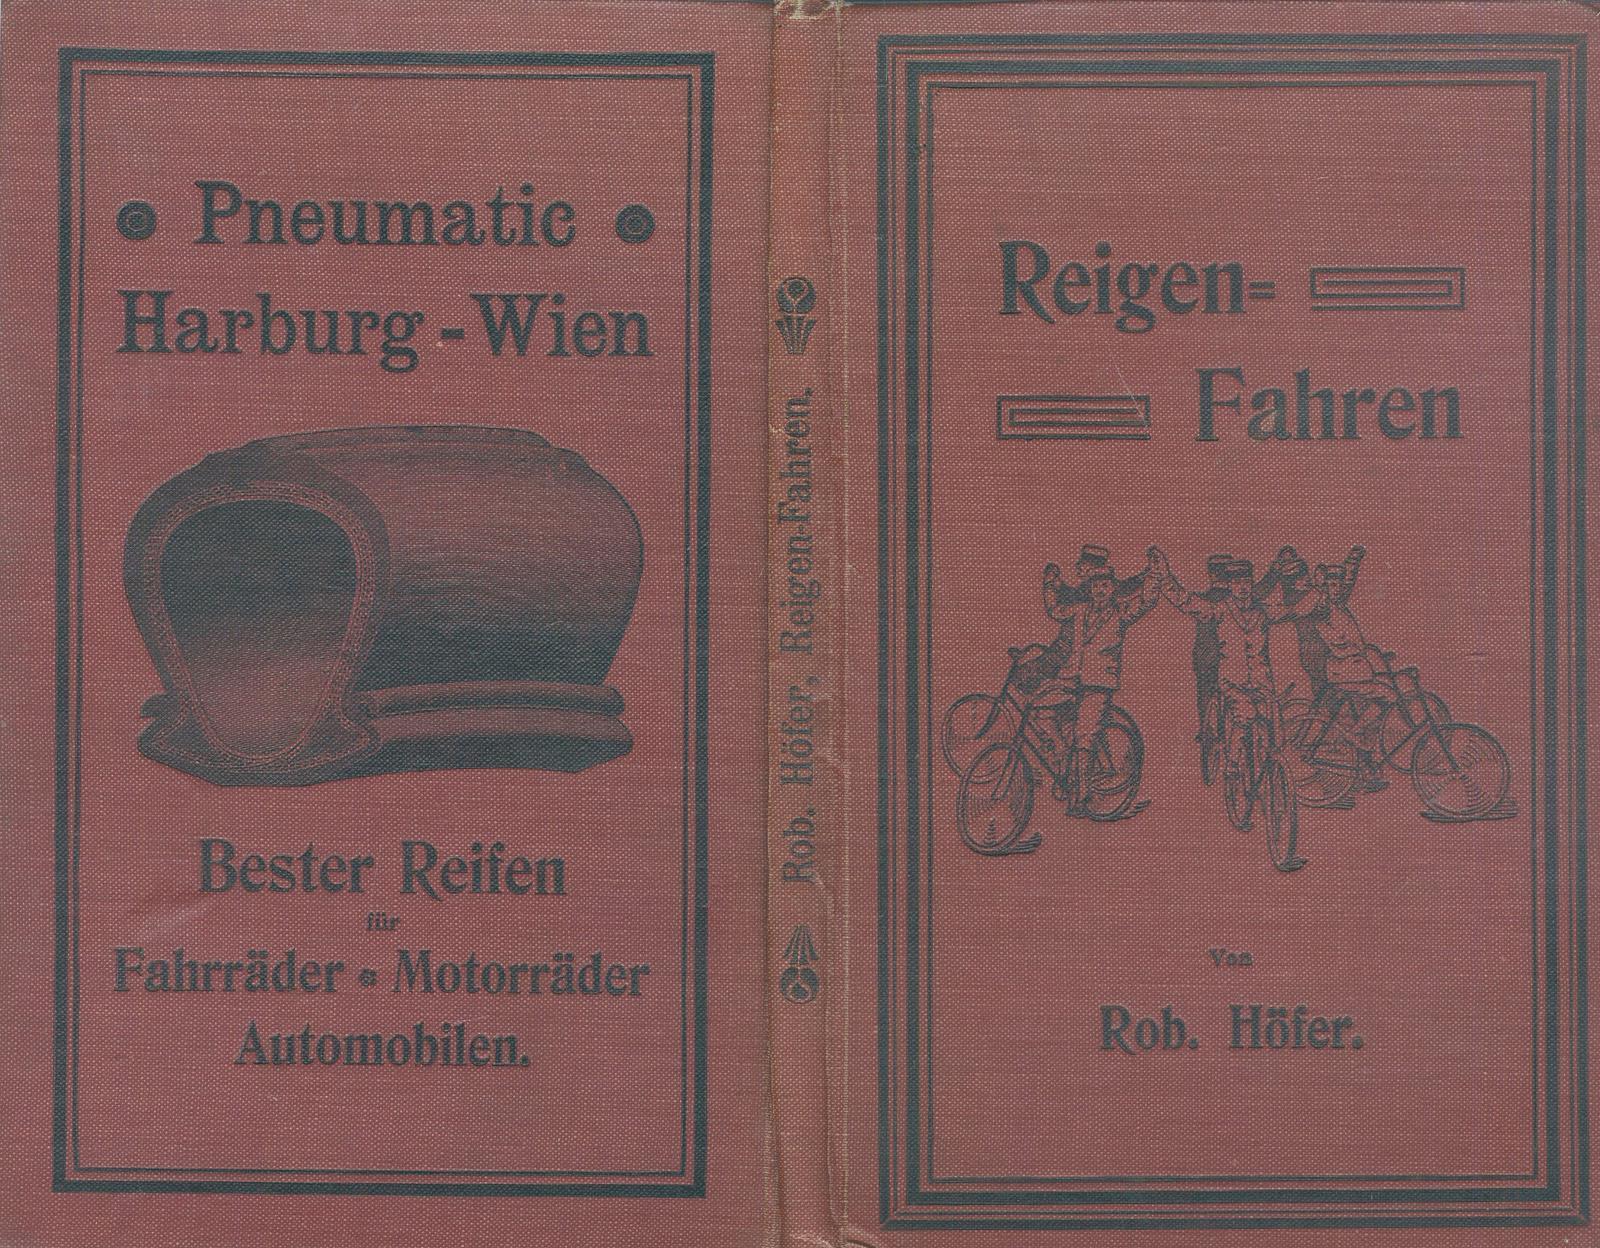 Pneumatic
Harburg-Wien
Bester Reifen
für
Fahrräder Motorräder
Automobilen.
Rob. Höfer, Reigen-Fahren.
Reigen=
Fahren
Von
Rob. Höfer.